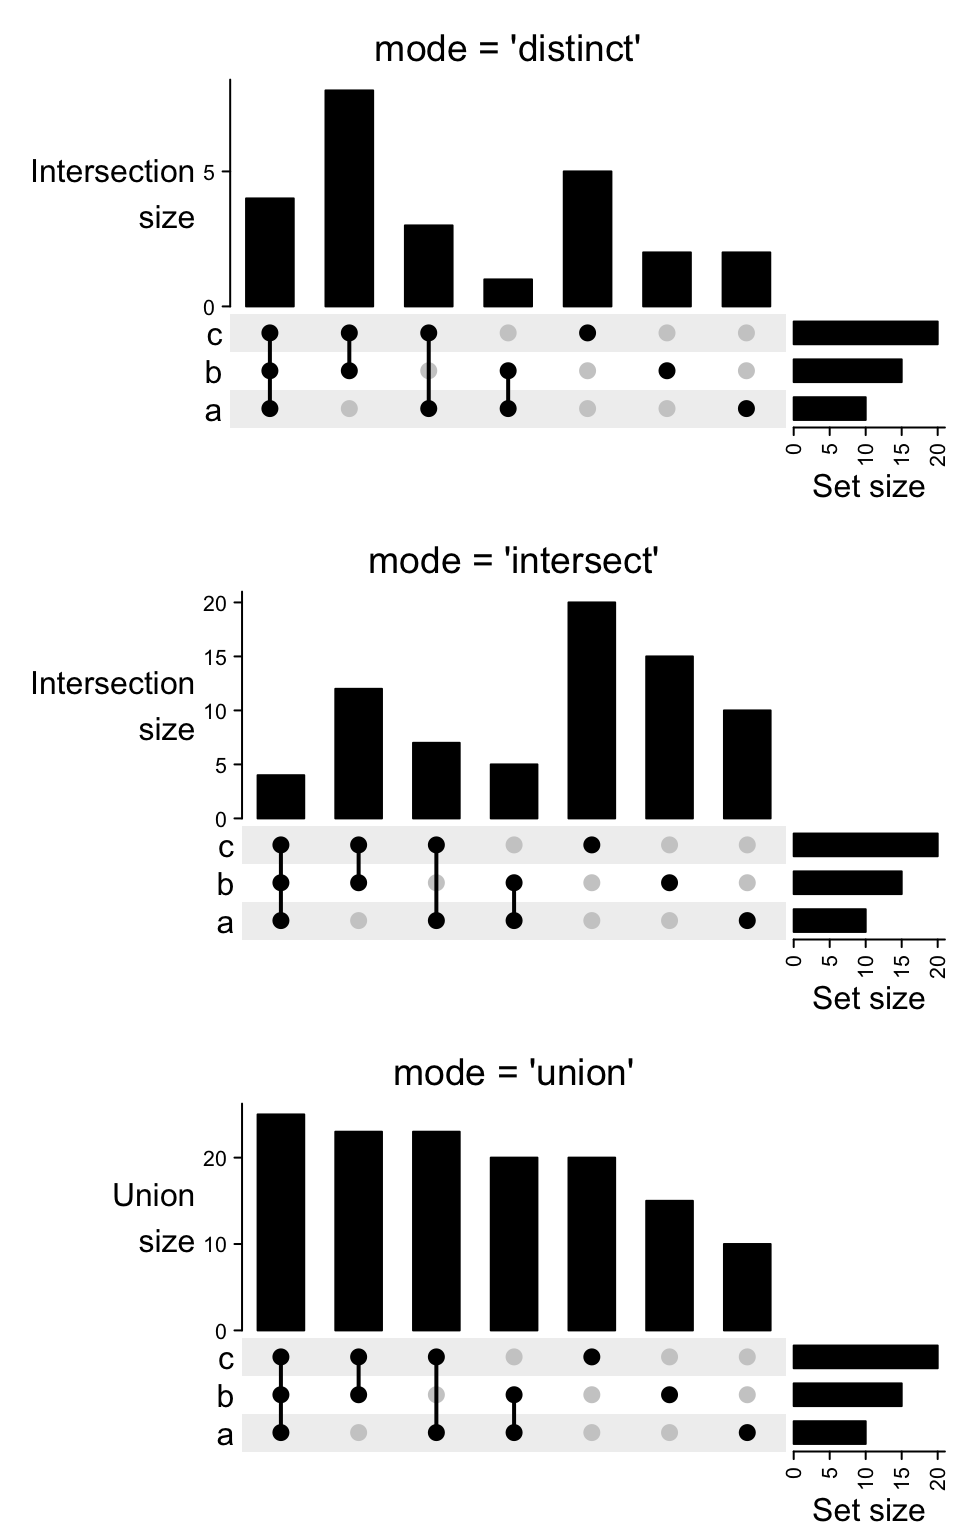 mode = 'distinct'
Intersection
size
5
0
c
b
a
0 5 10 15 20
Set size
mode = 'intersect'
Intersection
size
20
15
10
5
0
c
b
a
0 5 10 15 20
Set size
mode = 'union'
Union
size
20
10
0
c
b
a
0 5 10 15 20
Set size